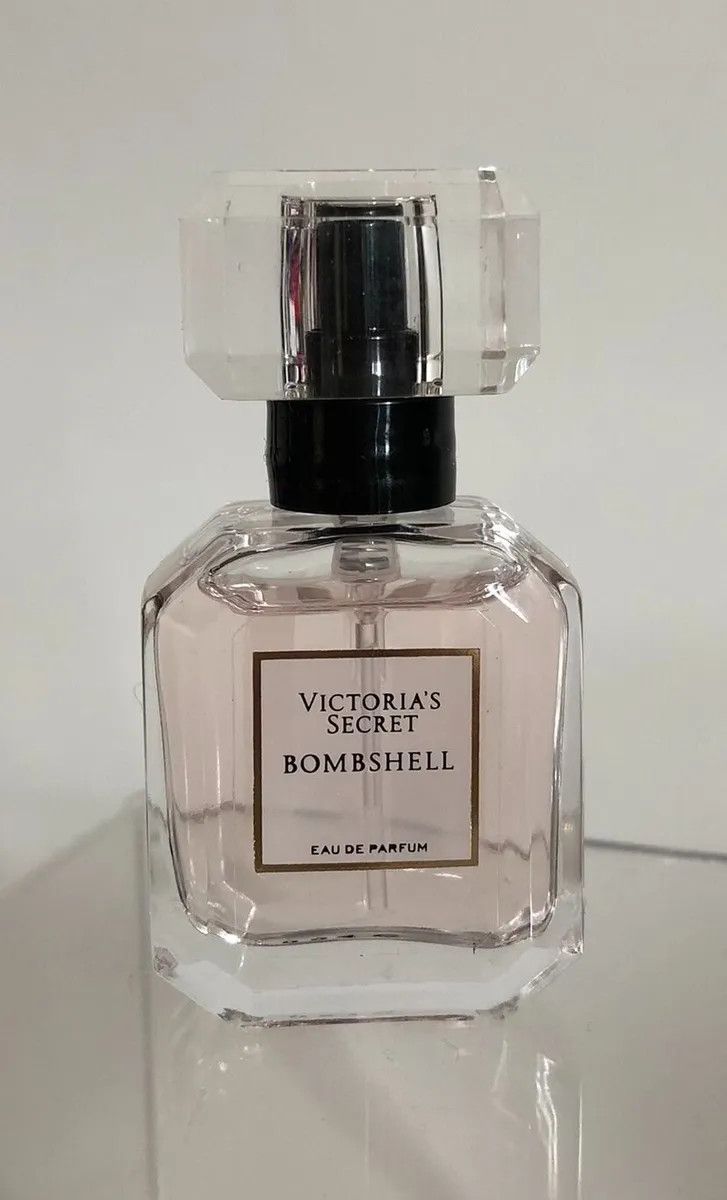 VICTORIA'S
SECRET
BOMBSHELL
EAU DE PARFUM